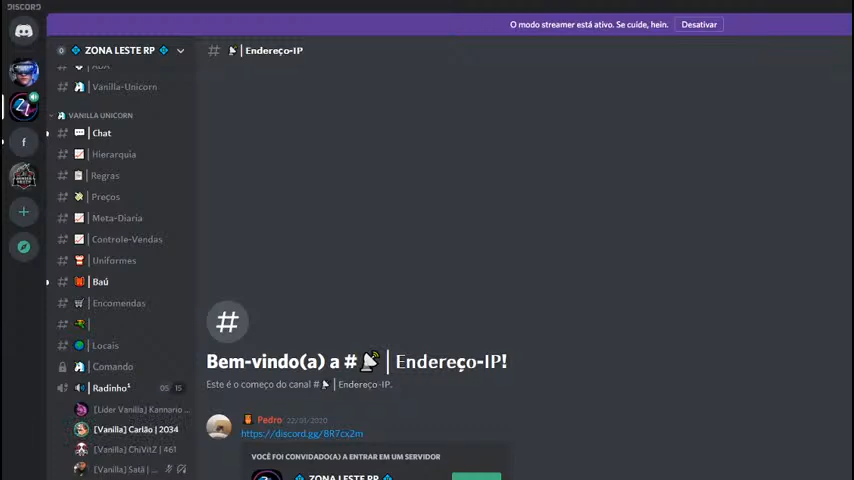 DISCORD
O modo streamer está ativo. Se cuide, hein.
Desativar
ZONA LESTE RP
Endereço-IP
ADA
Vanilla-Unicorn
VANILLA UNICORN
Chat
Hierarquia
Regras
Preços
Meta-Diaria
Controle-Vendas
Uniformes
Baú
Encomendas
Locais
Comando
Radinho¹ 05 15
[Líder Vanilla] Kannario ...
[Vanilla] Carlão | 2034
[Vanilla] ChiVitZ | 461
[Vanilla] Satã | ...
Bem-vindo(a) a # | Endereço-IP!
Este é o começo do canal # | Endereço-IP.
Pedro 22/01/2020
https://discord.gg/8R7cx2m
VOCÊ FOI CONVIDADO(A) A ENTRAR EM UM SERVIDOR
ZONA LESTE RP